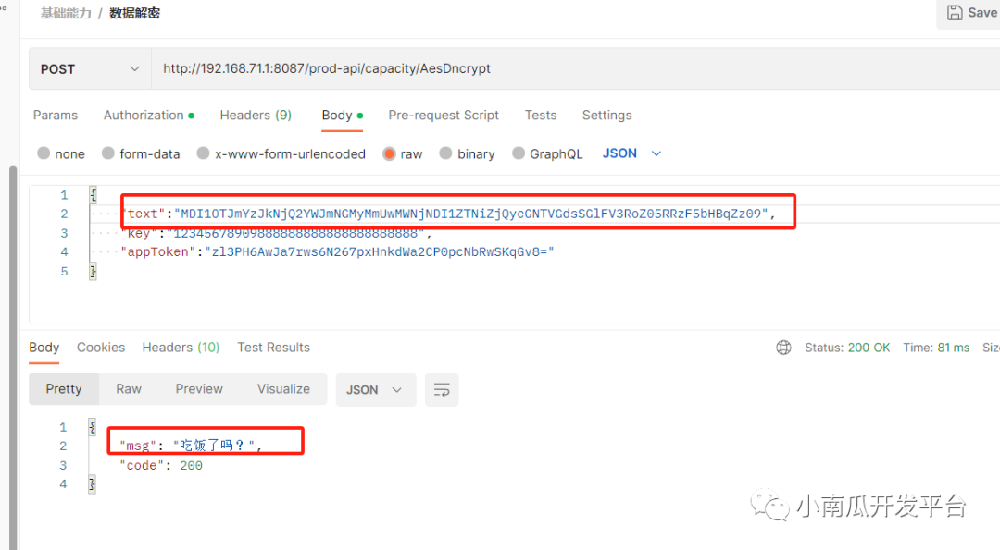 基础能力 / 数据解密
Save
POST
http://192.168.71.1:8087/prod-api/capacity/AesDncrypt
Params Authorization Headers (9) Body Pre-request Script Tests Settings
none form-data x-www-form-urlencoded raw binary GraphQL JSON
1 {
2 "text":"MDI1OTJmYzJkNjQ2YWJmNGMyMmUwMWNjNDI1ZTNiZjQyeGNTVGdsSGlFV3RoZ05RRzF5bHBqZz09",
3 "key":"12345678909888888888888888888888",
4 "appToken":"zl3PH6AwJa7rws6N267pxHnkdWa2CP0pcNbRwSKqGv8="
5 }
Body Cookies Headers (10) Test Results
Status: 200 OK Time: 81 ms
Pretty Raw Preview Visualize JSON
1 {
2 "msg": "吃饭了吗？",
3 "code": 200
4 }
小南瓜开发平台